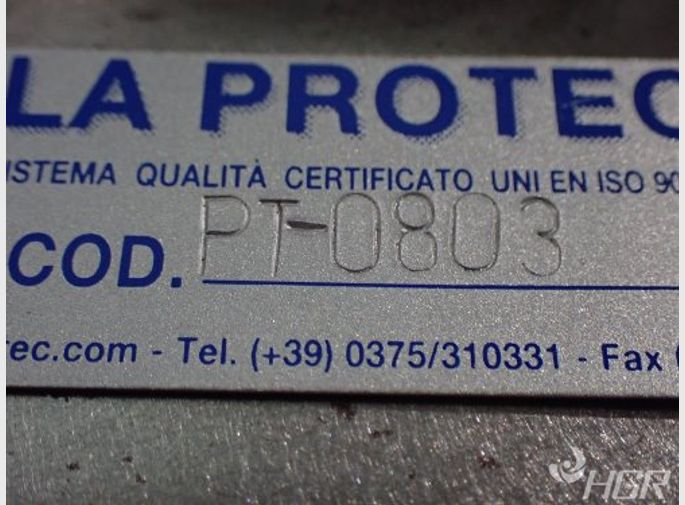 LA PROTEC
ISTEMA QUALITÀ CERTIFICATO UNI EN ISO 90
COD. PT-0803
tec.com - Tel. (+39) 0375/310331 - Fax (
HGR